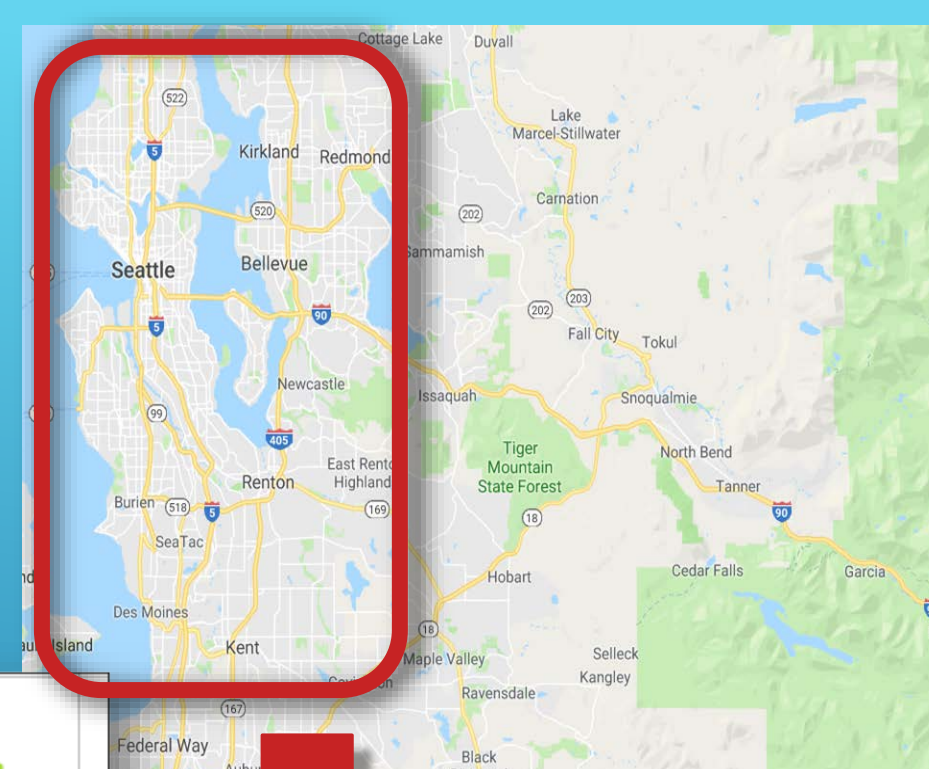 Cottage Lake
Duvall
522
Lake
Marcel-Stillwater
5
Kirkland
Redmond
Carnation
520
202
Sammamish
Seattle
Bellevue
203
202
90
5
Fall City
Tokul
Newcastle
Issaquah
Snoqualmie
99
405
Tiger
Mountain
State Forest
North Bend
East Rento
Highland
Renton
Tanner
Burien
518
5
169
18
90
SeaTac
Hobart
Cedar Falls
Garcia
Des Moines
18
Island
Kent
Maple Valley
Selleck
Kangley
Ravensdale
167
Federal Way
Black